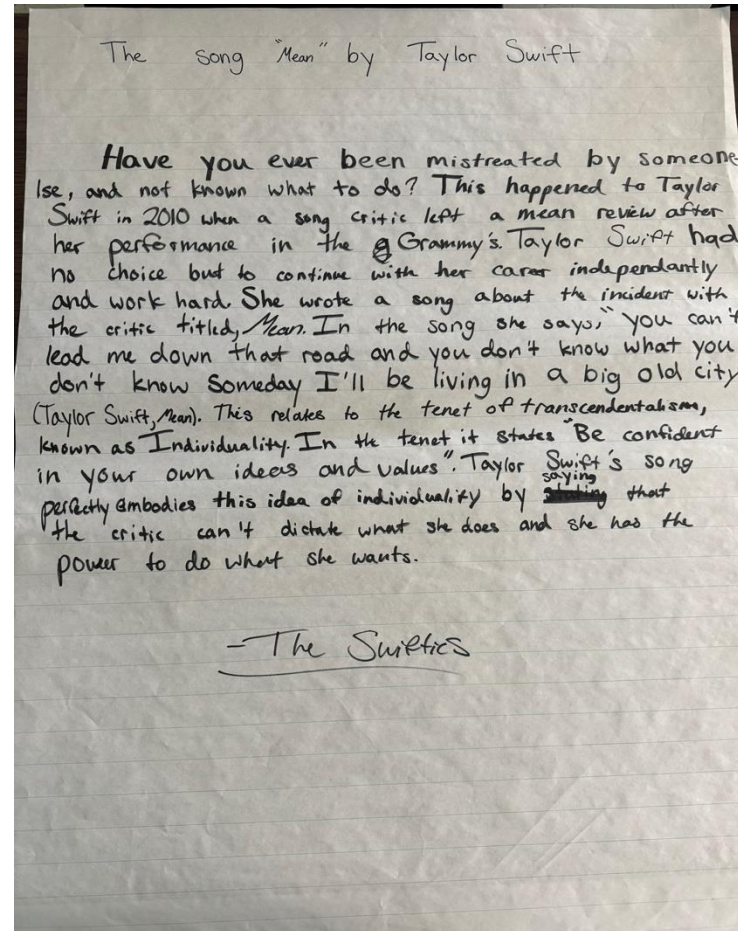 The song "Mean" by Taylor Swift
Have you ever been mistreated by someone
lse, and not known what to do? This happened to Taylor
Swift in 2010 when a song critic left a mean review after
her performance in the Grammy's. Taylor Swift had
no choice but to continue with her carer independantly
and work hard. She wrote a song about the incident with
the critic titled, Mean. In the song she says, "you can't
lead me down that road and you don't know what you
don't know someday I'll be living in a big old city
(Taylor Swift, Mean). This relates to the tenet of transcendentalism,
known as Individuality. In the tenet it states "Be confident
in your own ideas and values". Taylor Swift's song
perfectly embodies this idea of individuality by saying that
the critic can't dictate what she does and she has the
power to do what she wants.
-The Swifties